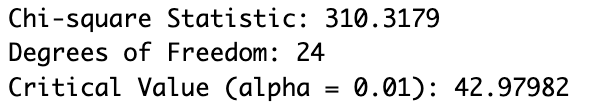 Chi-square Statistic: 310.3179
Degrees of Freedom: 24
Critical Value (alpha = 0.01): 42.97982